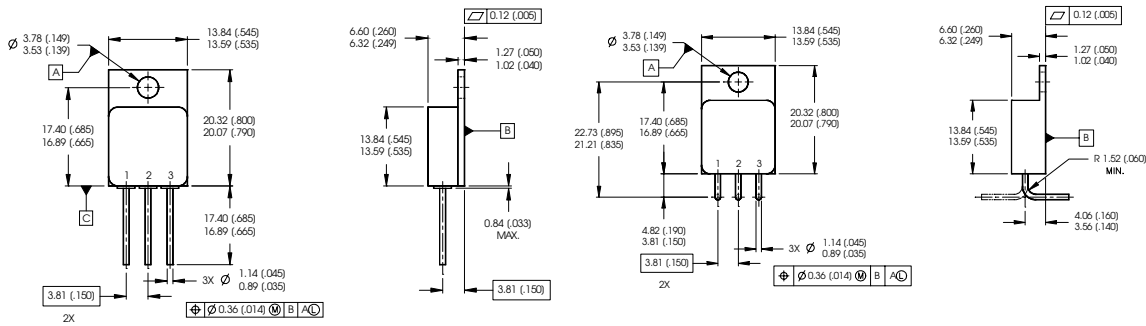 ⏥ 0.12 (.005)
13.84 (.545)
13.59 (.535)
Ø 3.78 (.149)
3.53 (.139)
A
6.60 (.260)
6.32 (.249)
1.27 (.050)
1.02 (.040)
20.32 (.800)
20.07 (.790)
17.40 (.685)
16.89 (.665)
13.84 (.545)
13.59 (.535)
B
1 2 3
C
17.40 (.685)
16.89 (.665)
0.84 (.033)
MAX.
3X Ø 1.14 (.045)
0.89 (.035)
3.81 (.150)
2X
⌖ Ø 0.36 (.014) Ⓜ B AⓁ
3.81 (.150)
⏥ 0.12 (.005)
13.84 (.545)
13.59 (.535)
Ø 3.78 (.149)
3.53 (.139)
A
6.60 (.260)
6.32 (.249)
1.27 (.050)
1.02 (.040)
22.73 (.895)
21.21 (.835)
17.40 (.685)
16.89 (.665)
20.32 (.800)
20.07 (.790)
13.84 (.545)
13.59 (.535)
B
1 2 3
R 1.52 (.060)
MIN.
4.82 (.190)
3.81 (.150)
3X Ø 1.14 (.045)
0.89 (.035)
4.06 (.160)
3.56 (.140)
3.81 (.150)
2X
⌖ Ø 0.36 (.014) Ⓜ B AⓁ